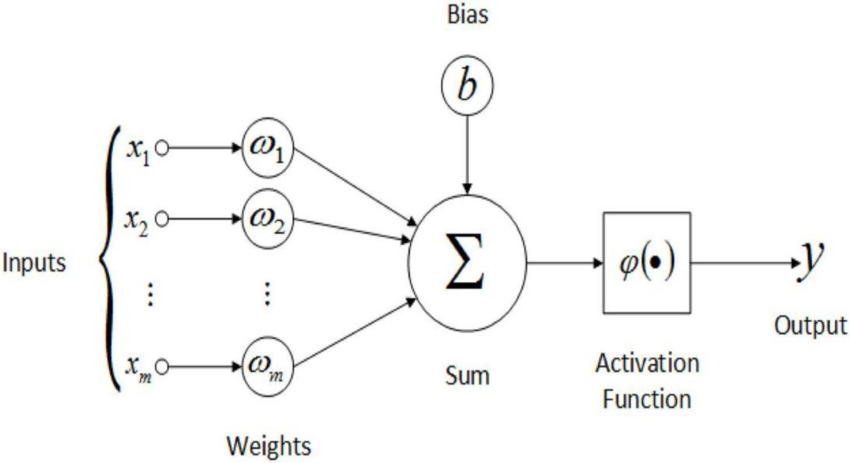 Bias
b
x₁ ω₁
x₂ ω₂
Inputs
⋮ ⋮
Σ φ(•) y
Output
xₘ ωₘ
Sum
Activation
Function
Weights